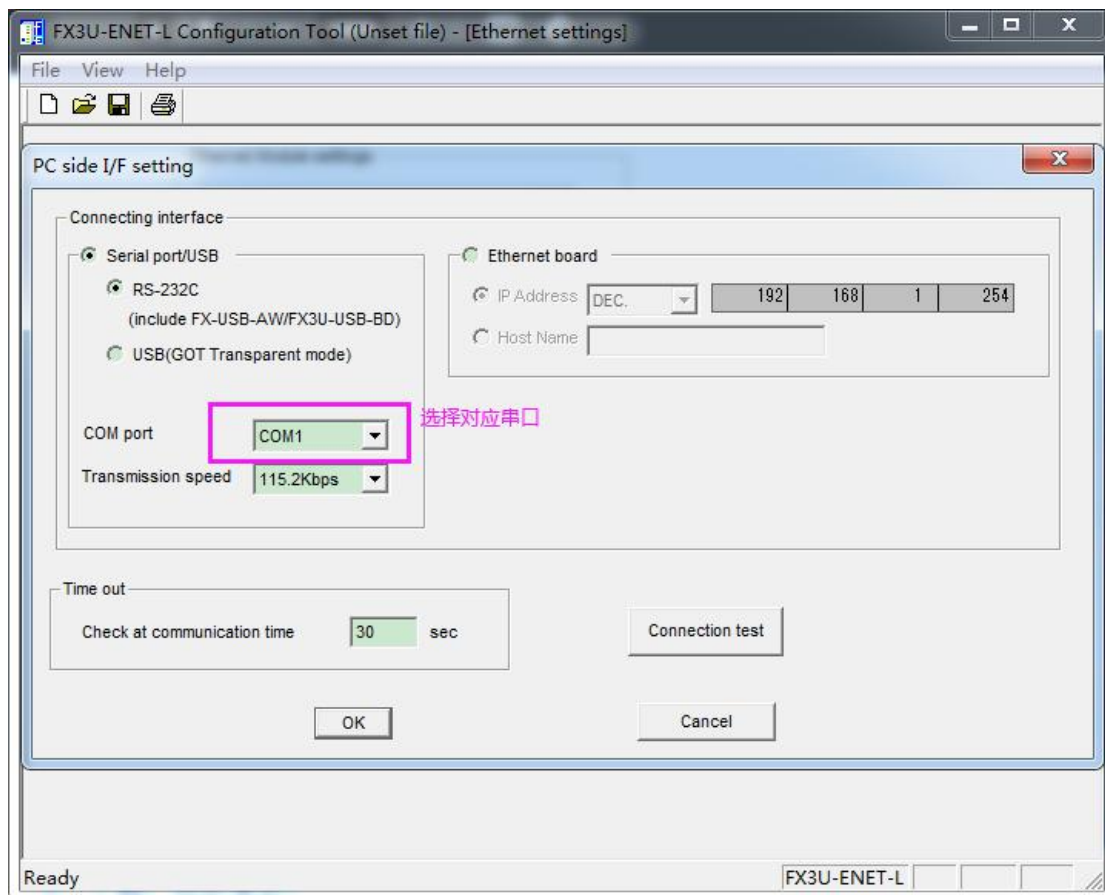 FX3U-ENET-L Configuration Tool (Unset file) - [Ethernet settings]
File View Help
PC side I/F setting
Connecting interface
Serial port/USB
RS-232C
(include FX-USB-AW/FX3U-USB-BD)
USB(GOT Transparent mode)
Ethernet board
IP Address DEC. 192 168 1 254
Host Name
COM port COM1
选择对应串口
Transmission speed 115.2Kbps
Time out
Check at communication time 30 sec
Connection test
OK Cancel
Ready FX3U-ENET-L